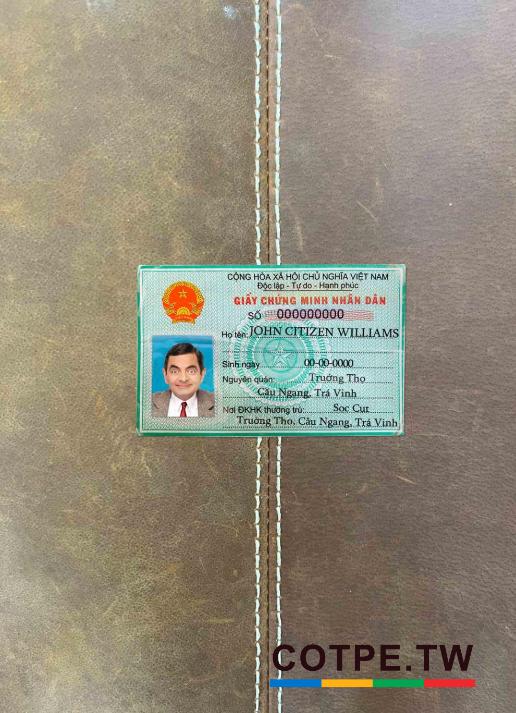 CỘNG HÒA XÃ HỘI CHỦ NGHĨA VIỆT NAM
Độc lập - Tự do - Hạnh phúc
GIẤY CHỨNG MINH NHÂN DÂN
SỐ 000000000
Họ tên: JOHN CITIZEN WILLIAMS
Sinh ngày 00-00-0000
Nguyên quán: Trường Thọ
Cầu Ngang, Trà Vinh
Nơi ĐKHK thường trú: Soc Cut
Trường Thọ, Cầu Ngang, Trà Vinh
COTPE.TW